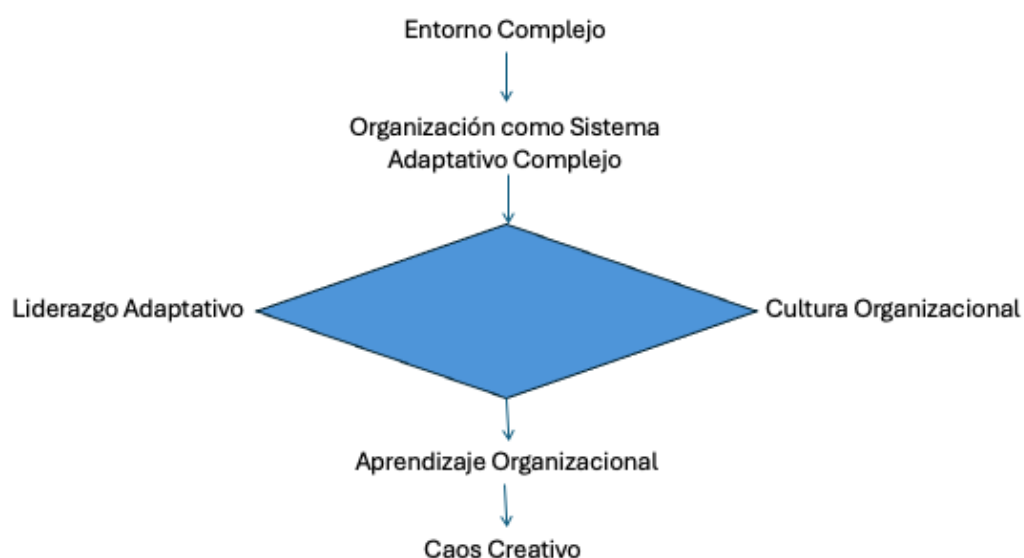 Entorno Complejo
Organización como Sistema
Adaptativo Complejo
Liderazgo Adaptativo
Cultura Organizacional
Aprendizaje Organizacional
Caos Creativo